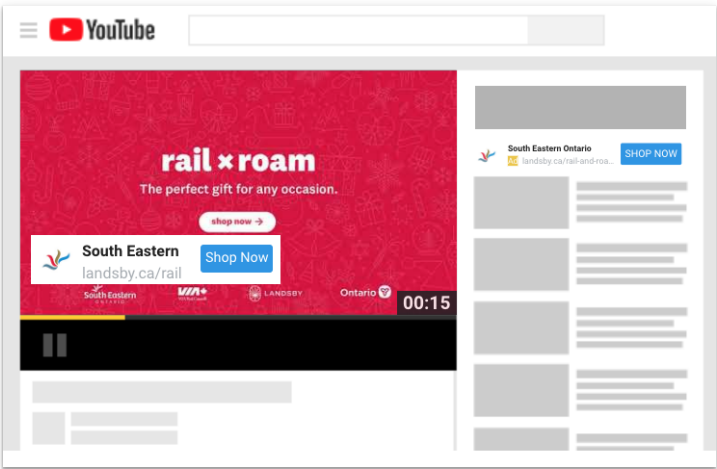 YouTube
rail × roam
The perfect gift for any occasion.
shop now →
South Eastern
Shop Now
landsby.ca/rail
South Eastern
ONTARIO
VIA+
LANDSBY
Ontario
00:15
South Eastern Ontario
SHOP NOW
Ad landsby.ca/rail-and-roa...